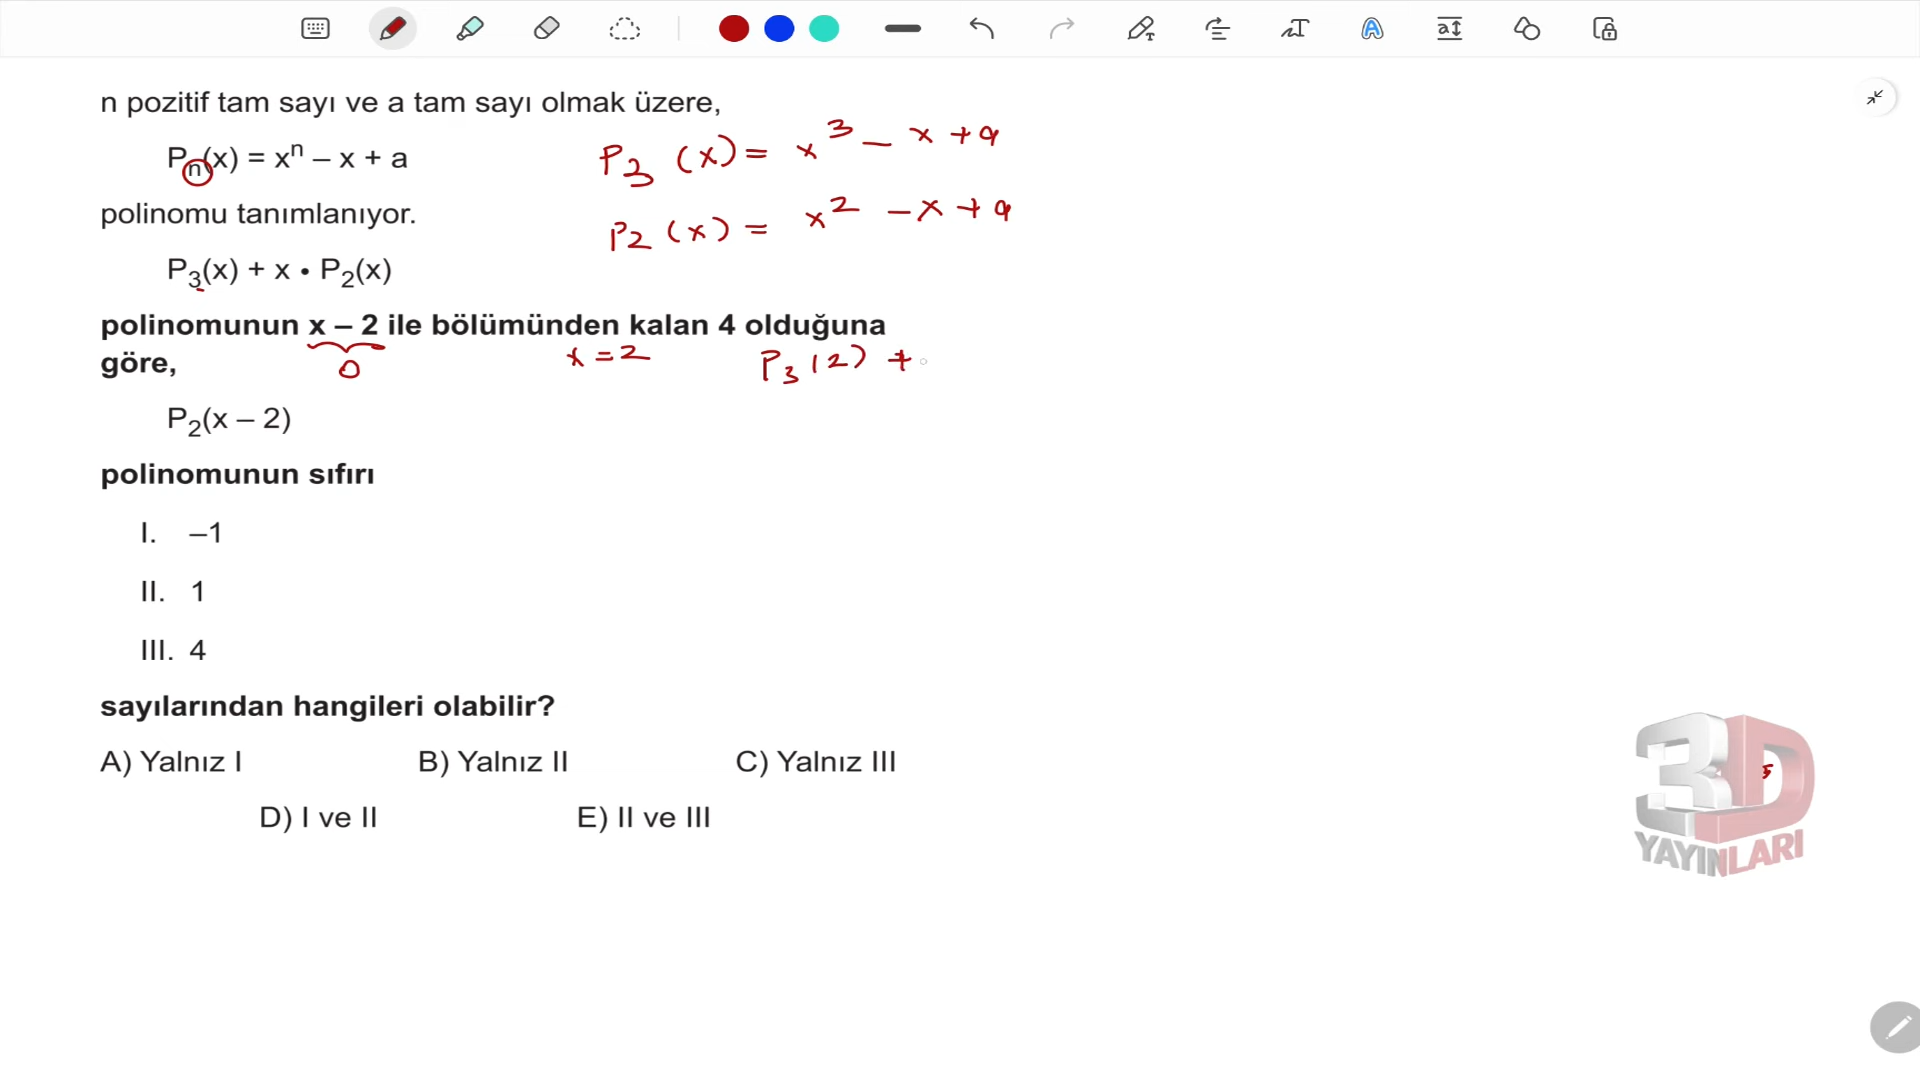 n pozitif tam sayı ve a tam sayı olmak üzere,
Pn(x) = xⁿ – x + a
P3 (x) = x³ – x + a
polinomu tanımlanıyor.
P2 (x) = x² – x + a
P3(x) + x • P2(x)
polinomunun x – 2 ile bölümünden kalan 4 olduğuna
göre,
0
x = 2
P3 (2) +
P2(x – 2)
polinomunun sıfırı
I. –1
II. 1
III. 4
sayılarından hangileri olabilir?
A) Yalnız I B) Yalnız II C) Yalnız III
D) I ve II E) II ve III
3D
YAYINLARI